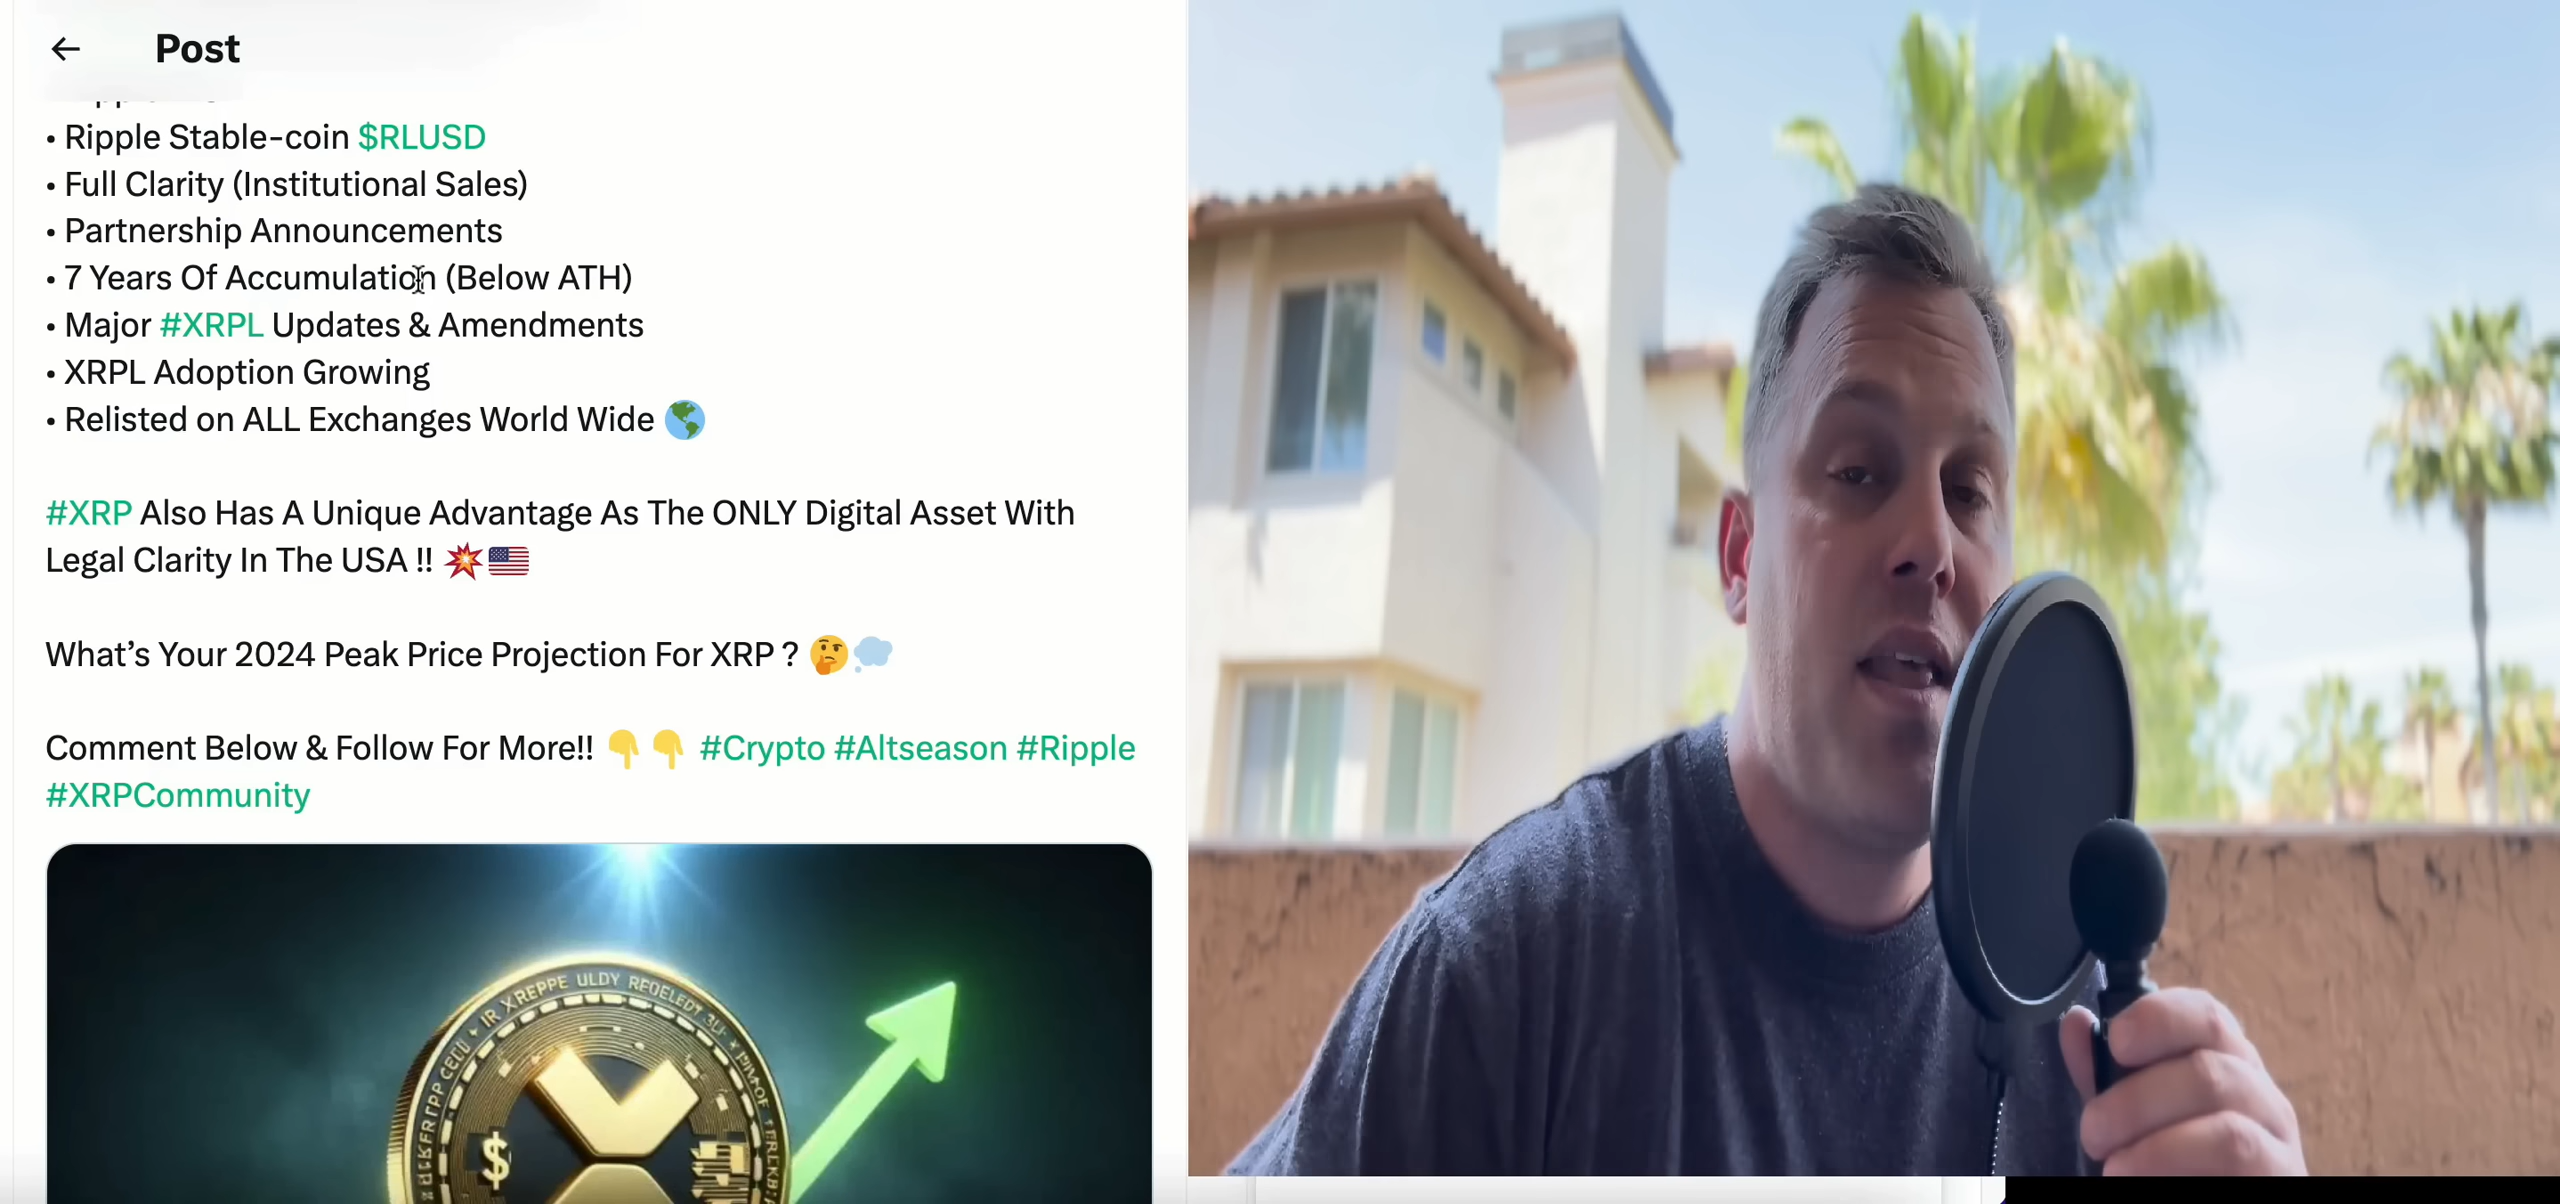 Post
• Ripple Stable-coin $RLUSD
• Full Clarity (Institutional Sales)
• Partnership Announcements
• 7 Years Of Accumulation (Below ATH)
• Major #XRPL Updates & Amendments
• XRPL Adoption Growing
• Relisted on ALL Exchanges World Wide 🌎
#XRP Also Has A Unique Advantage As The ONLY Digital Asset With
Legal Clarity In The USA !! 💥🇺🇸
What’s Your 2024 Peak Price Projection For XRP ? 🤔💭
Comment Below & Follow For More!! 👇👇 #Crypto #Altseason #Ripple
#XRPCommunity
$